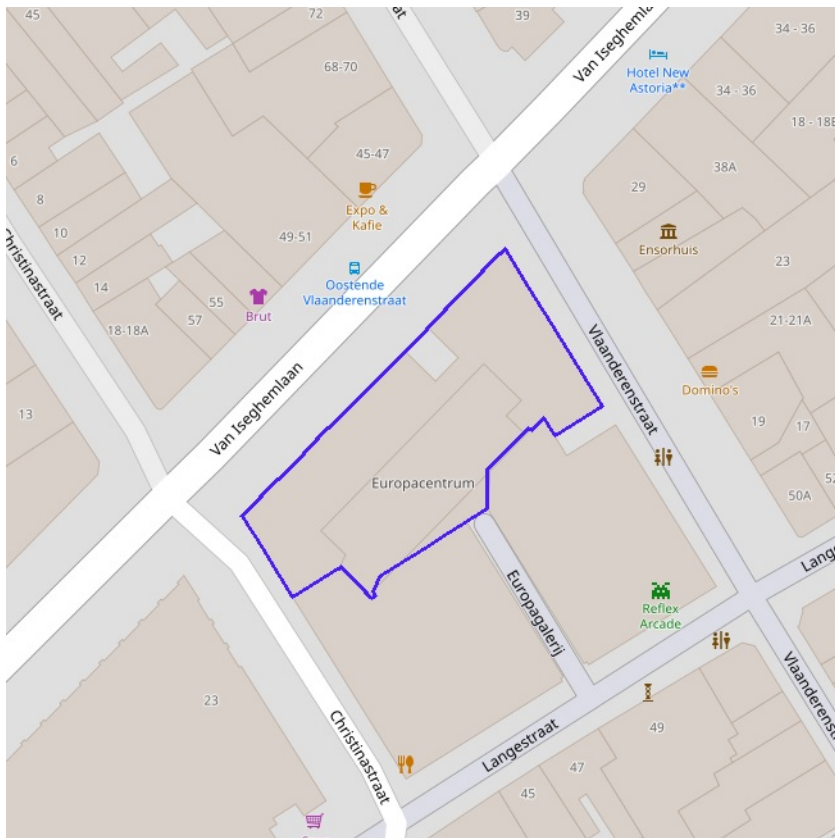 45
72
39
34 - 36
Van Iseghemlaan
68-70
Hotel New
Astoria**
34 - 36
18 - 18B
45-47
38A
6
29
8
Expo &
Kafie
10
49-51
Ensorhuis
Christinastraat
12
23
14
Oostende
Vlaanderenstraat
55
57
Brut
18-18A
21-21A
Vlaanderenstraat
Van Iseghemlaan
Domino's
13
19
17
Europacentrum
52
50A
Europagalerij
Reflex
Arcade
Langestraat
23
Christinastraat
Langestraat
49
Vlaanderenstraat
47
45